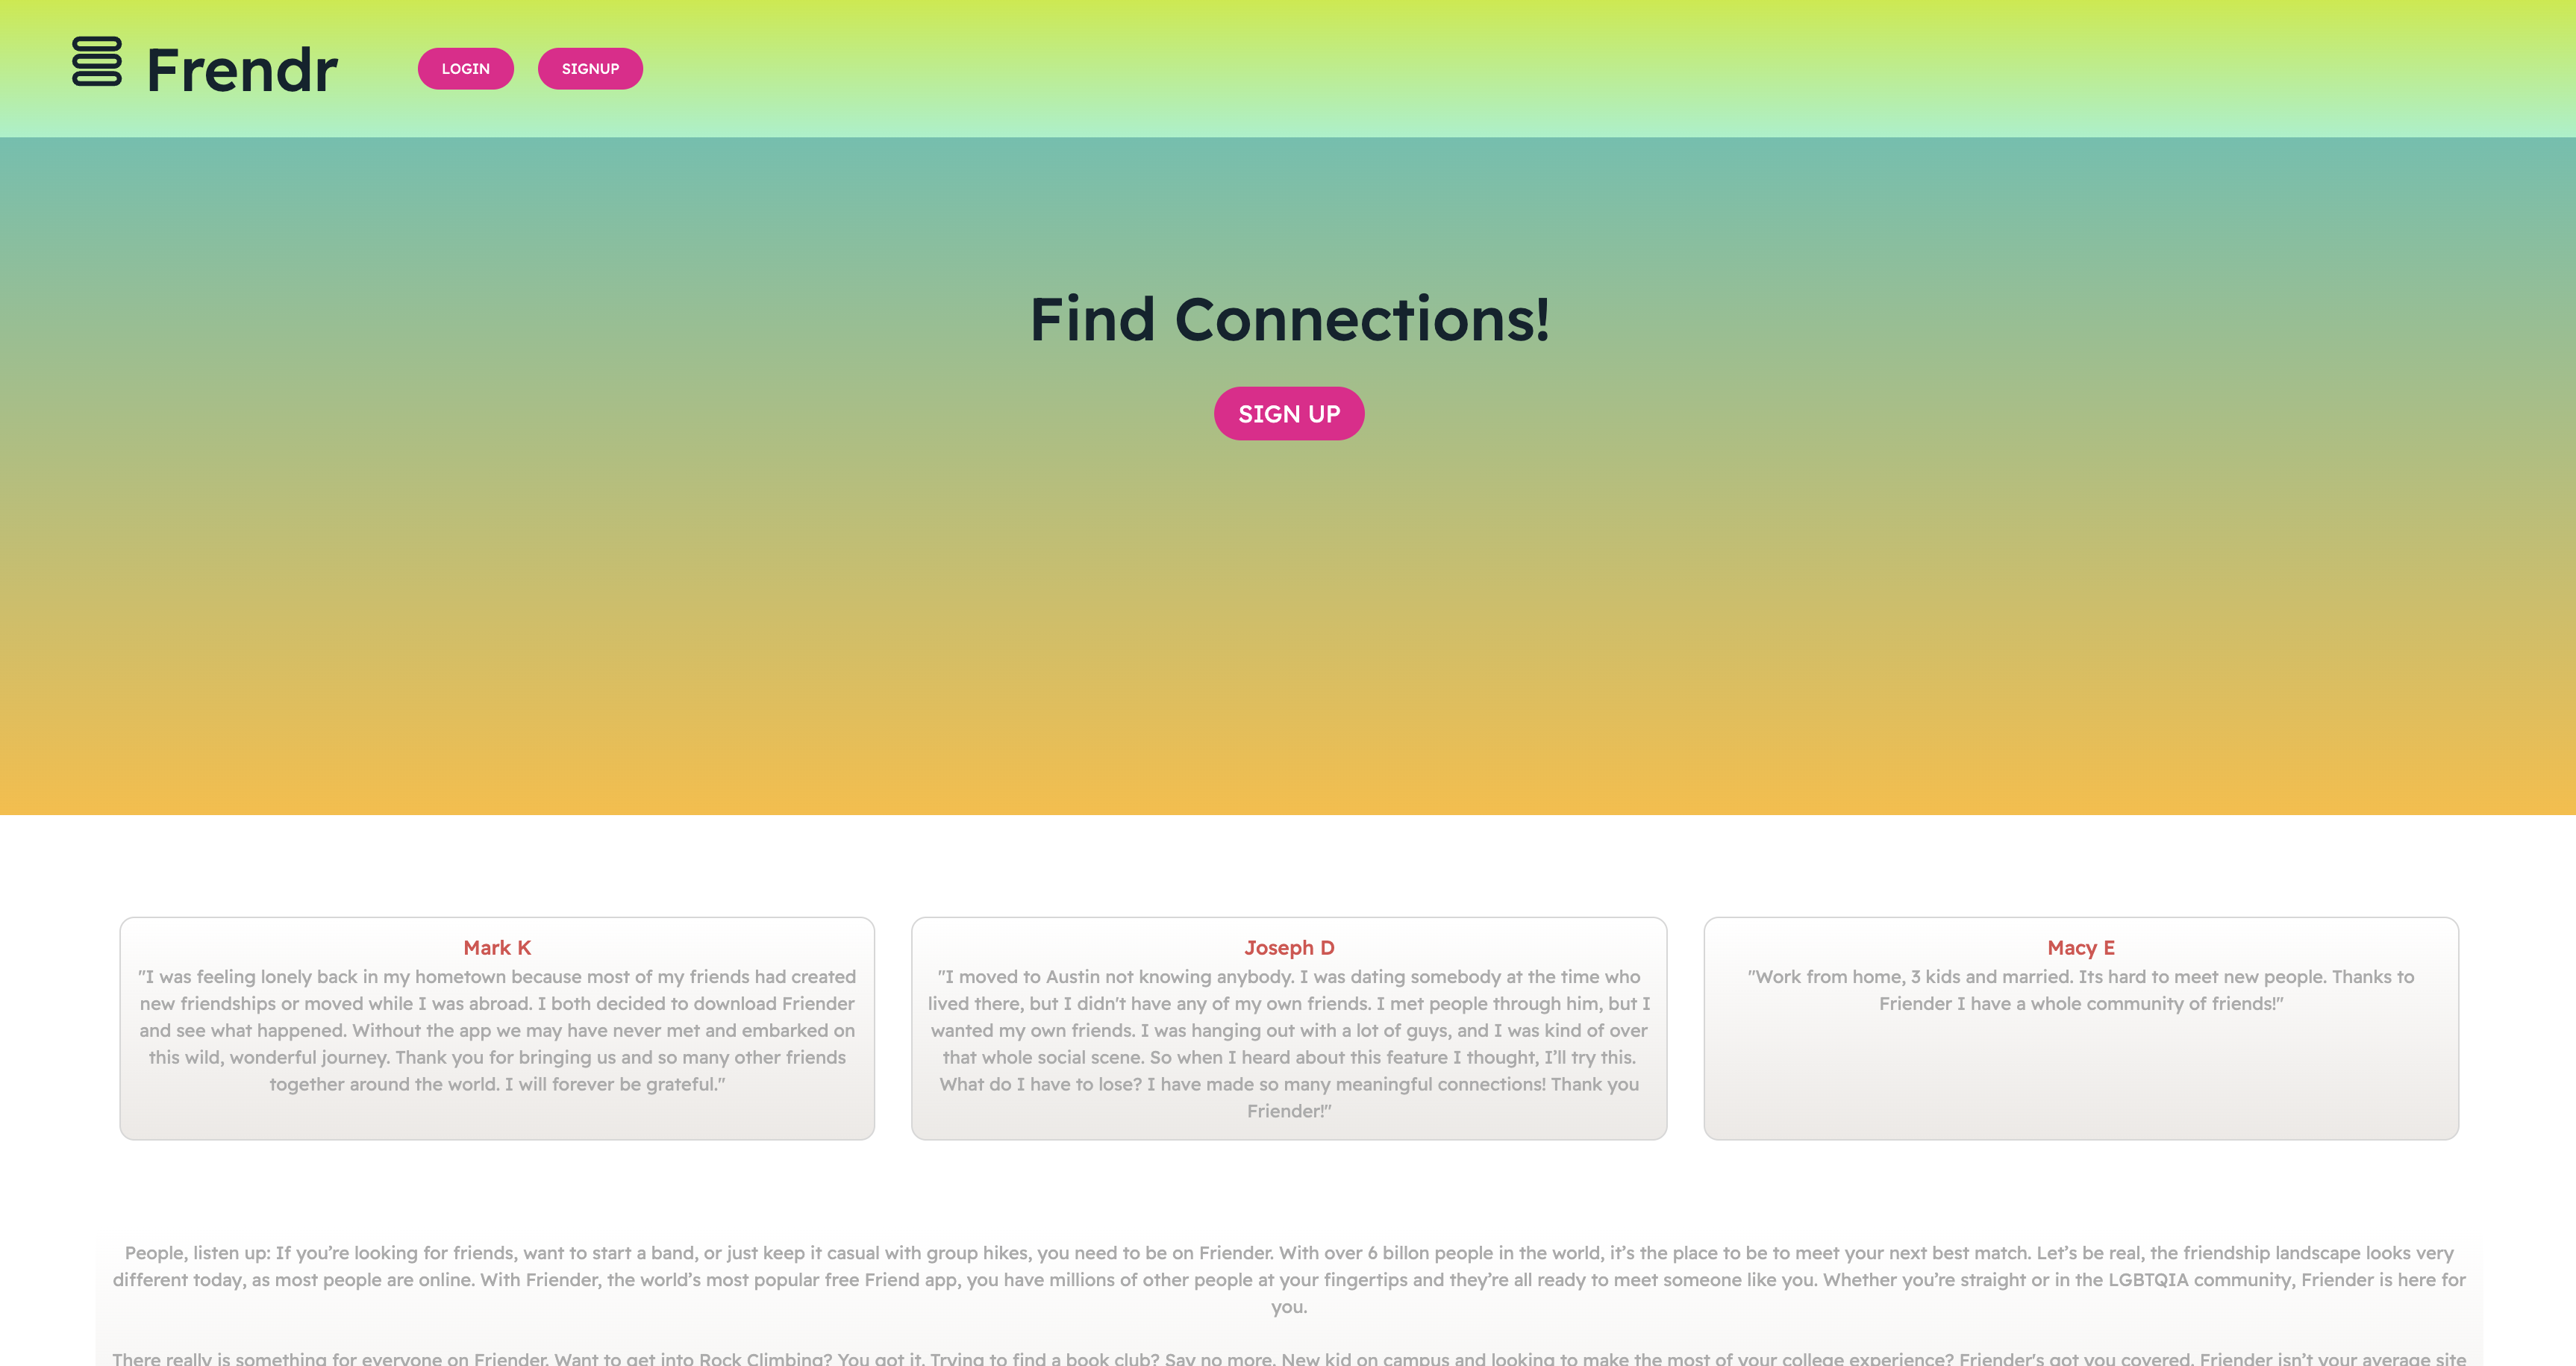 Frendr
LOGIN
SIGNUP
Find Connections!
SIGN UP
Mark K
"I was feeling lonely back in my hometown because most of my friends had created
new friendships or moved while I was abroad. I both decided to download Friender
and see what happened. Without the app we may have never met and embarked on
this wild, wonderful journey. Thank you for bringing us and so many other friends
together around the world. I will forever be grateful."
Joseph D
"I moved to Austin not knowing anybody. I was dating somebody at the time who
lived there, but I didn't have any of my own friends. I met people through him, but I
wanted my own friends. I was hanging out with a lot of guys, and I was kind of over
that whole social scene. So when I heard about this feature I thought, I’ll try this.
What do I have to lose? I have made so many meaningful connections! Thank you
Friender!"
Macy E
"Work from home, 3 kids and married. Its hard to meet new people. Thanks to
Friender I have a whole community of friends!"
People, listen up: If you’re looking for friends, want to start a band, or just keep it casual with group hikes, you need to be on Friender. With over 6 billon people in the world, it’s the place to be to meet your next best match. Let’s be real, the friendship landscape looks very
different today, as most people are online. With Friender, the world’s most popular free Friend app, you have millions of other people at your fingertips and they’re all ready to meet someone like you. Whether you’re straight or in the LGBTQIA community, Friender is here for
you.
There really is something for everyone on Friender. Want to get into Rock Climbing? You got it. Trying to find a book club? Say no more. New kid on campus and looking to make the most of your college experience? Friender's got you covered. Friender isn’t your average site